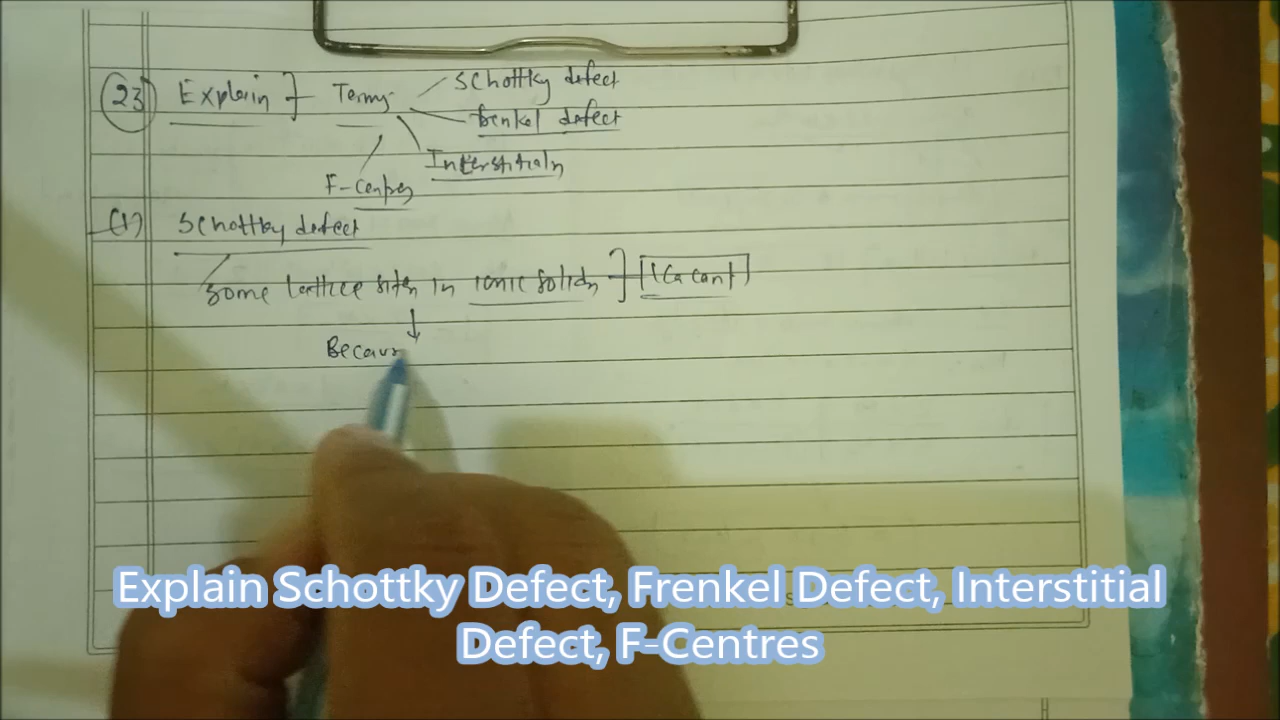 (23) Explain } Terms Schottky defect
frenkel defect
Interstitials
F-centres
(1) Schottky defect
Some lattice sites in ionic solids } Vacant
Becaus
Explain Schottky Defect, Frenkel Defect, Interstitial
Defect, F-Centres